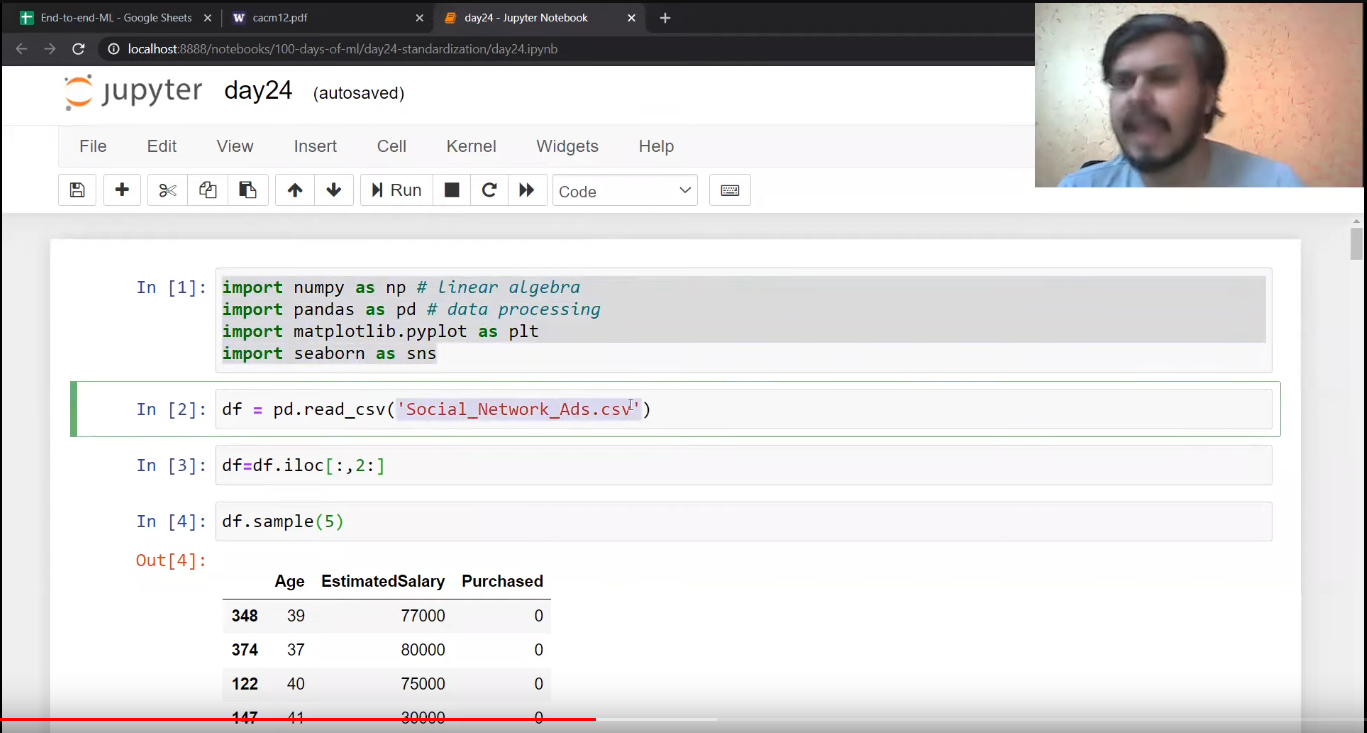 End-to-end-ML - Google Sheets
cacm12.pdf
day24 - Jupyter Notebook
localhost:8888/notebooks/100-days-of-ml/day24-standardization/day24.ipynb
jupyter day24 (autosaved)
File Edit View Insert Cell Kernel Widgets Help
Run Code
In [1]: import numpy as np # linear algebra
import pandas as pd # data processing
import matplotlib.pyplot as plt
import seaborn as sns
In [2]: df = pd.read_csv('Social_Network_Ads.csv')
In [3]: df=df.iloc[:,2:]
In [4]: df.sample(5)
Out[4]:
Age EstimatedSalary Purchased
348 39 77000 0
374 37 80000 0
122 40 75000 0
147 41 30000 0